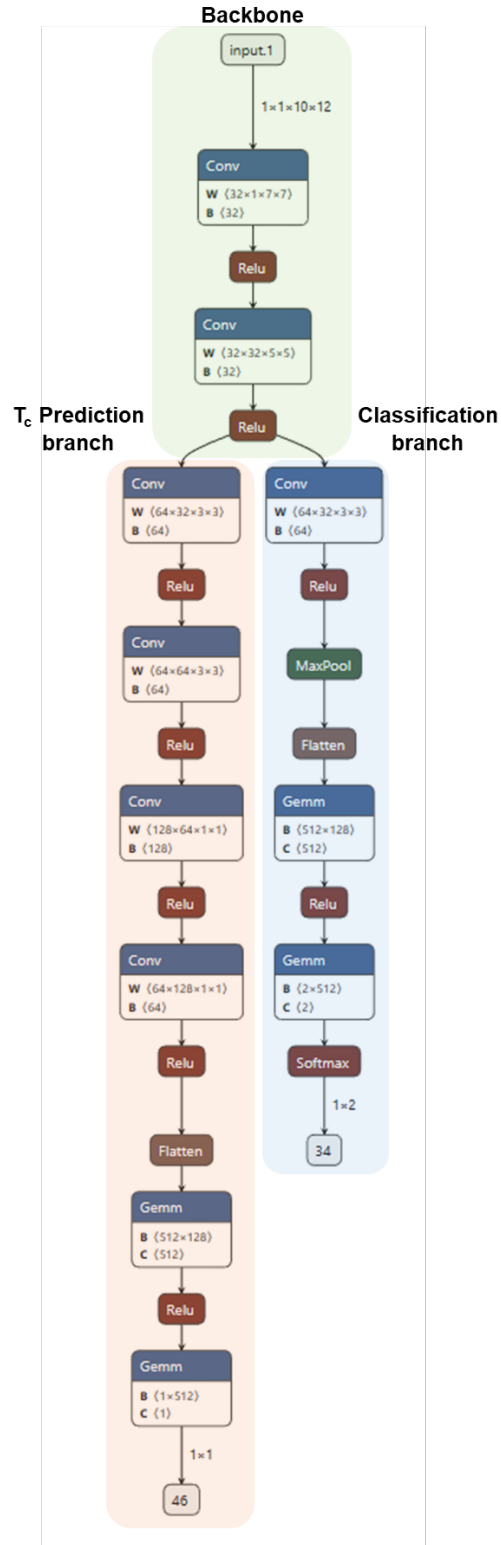 Backbone
input.1
1×1×10×12
Conv
W ⟨32×1×7×7⟩
B ⟨32⟩
Relu
Conv
W ⟨32×32×5×5⟩
B ⟨32⟩
Relu
Tc Prediction
branch
Conv
W ⟨64×32×3×3⟩
B ⟨64⟩
Relu
Conv
W ⟨64×64×3×3⟩
B ⟨64⟩
Relu
Conv
W ⟨128×64×1×1⟩
B ⟨128⟩
Relu
Conv
W ⟨64×128×1×1⟩
B ⟨64⟩
Relu
Flatten
Gemm
B ⟨512×128⟩
C ⟨512⟩
Relu
Gemm
B ⟨1×512⟩
C ⟨1⟩
1×1
46
Classification
branch
Conv
W ⟨64×32×3×3⟩
B ⟨64⟩
Relu
MaxPool
Flatten
Gemm
B ⟨512×128⟩
C ⟨512⟩
Relu
Gemm
B ⟨2×512⟩
C ⟨2⟩
Softmax
1×2
34